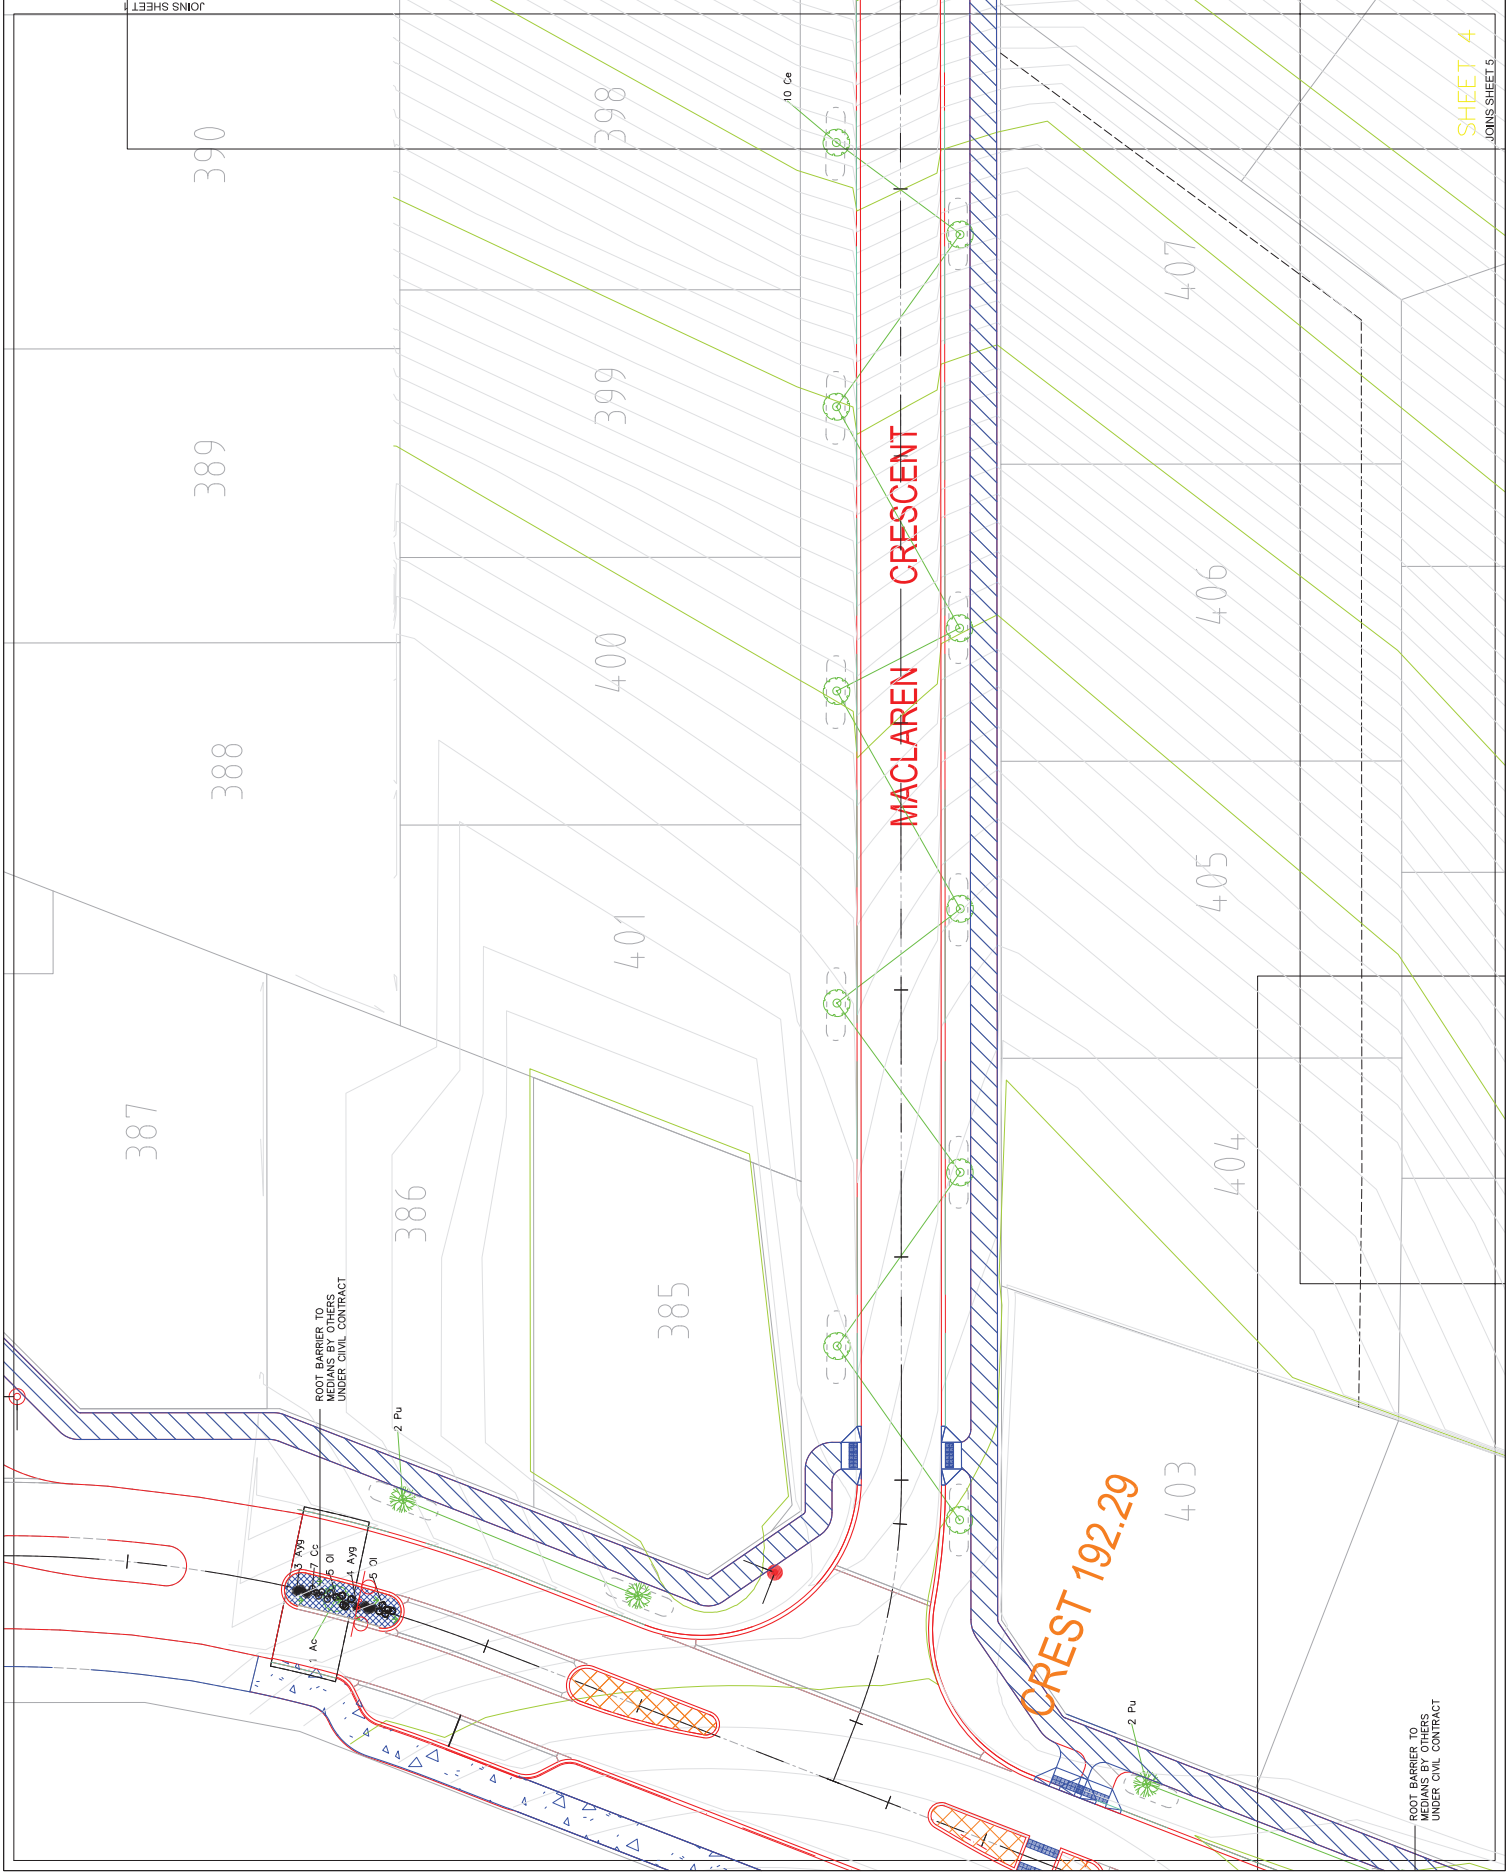 JOINS SHEET 1
390
398
10 Ce
SHEET 4
JOINS SHEET 5
407
389
399
MACLAREN CRESCENT
406
400
388
405
401
387
404
386
385
ROOT BARRIER TO
MEDIANS BY OTHERS
UNDER CIVIL CONTRACT
2 Pu
403
CREST 192.29
3 Ayg
7 Cc
5 Ol
4 Ayg
5 Ol
1 Ac
2 Pu
ROOT BARRIER TO
MEDIANS BY OTHERS
UNDER CIVIL CONTRACT